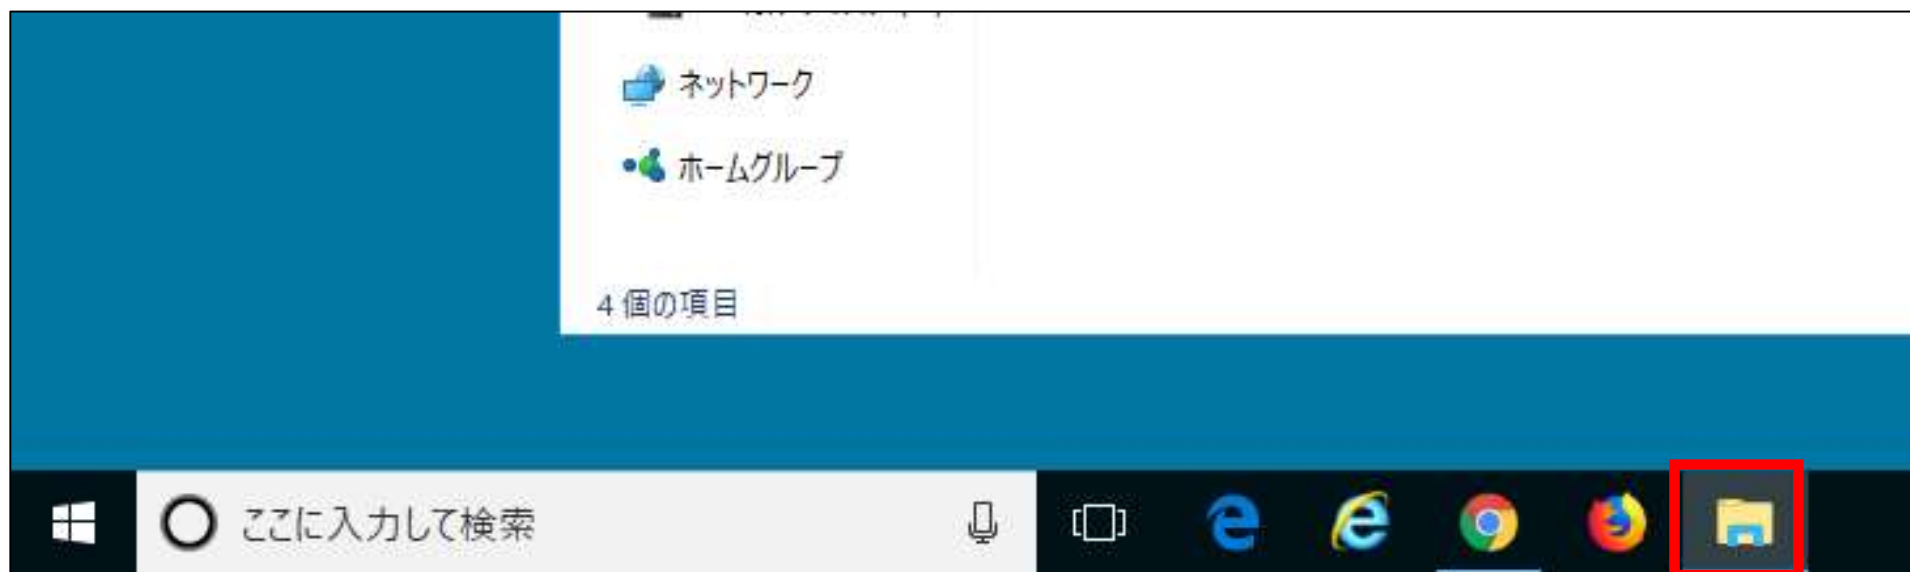 ネットワーク
ホームグループ
4 個の項目
ここに入力して検索